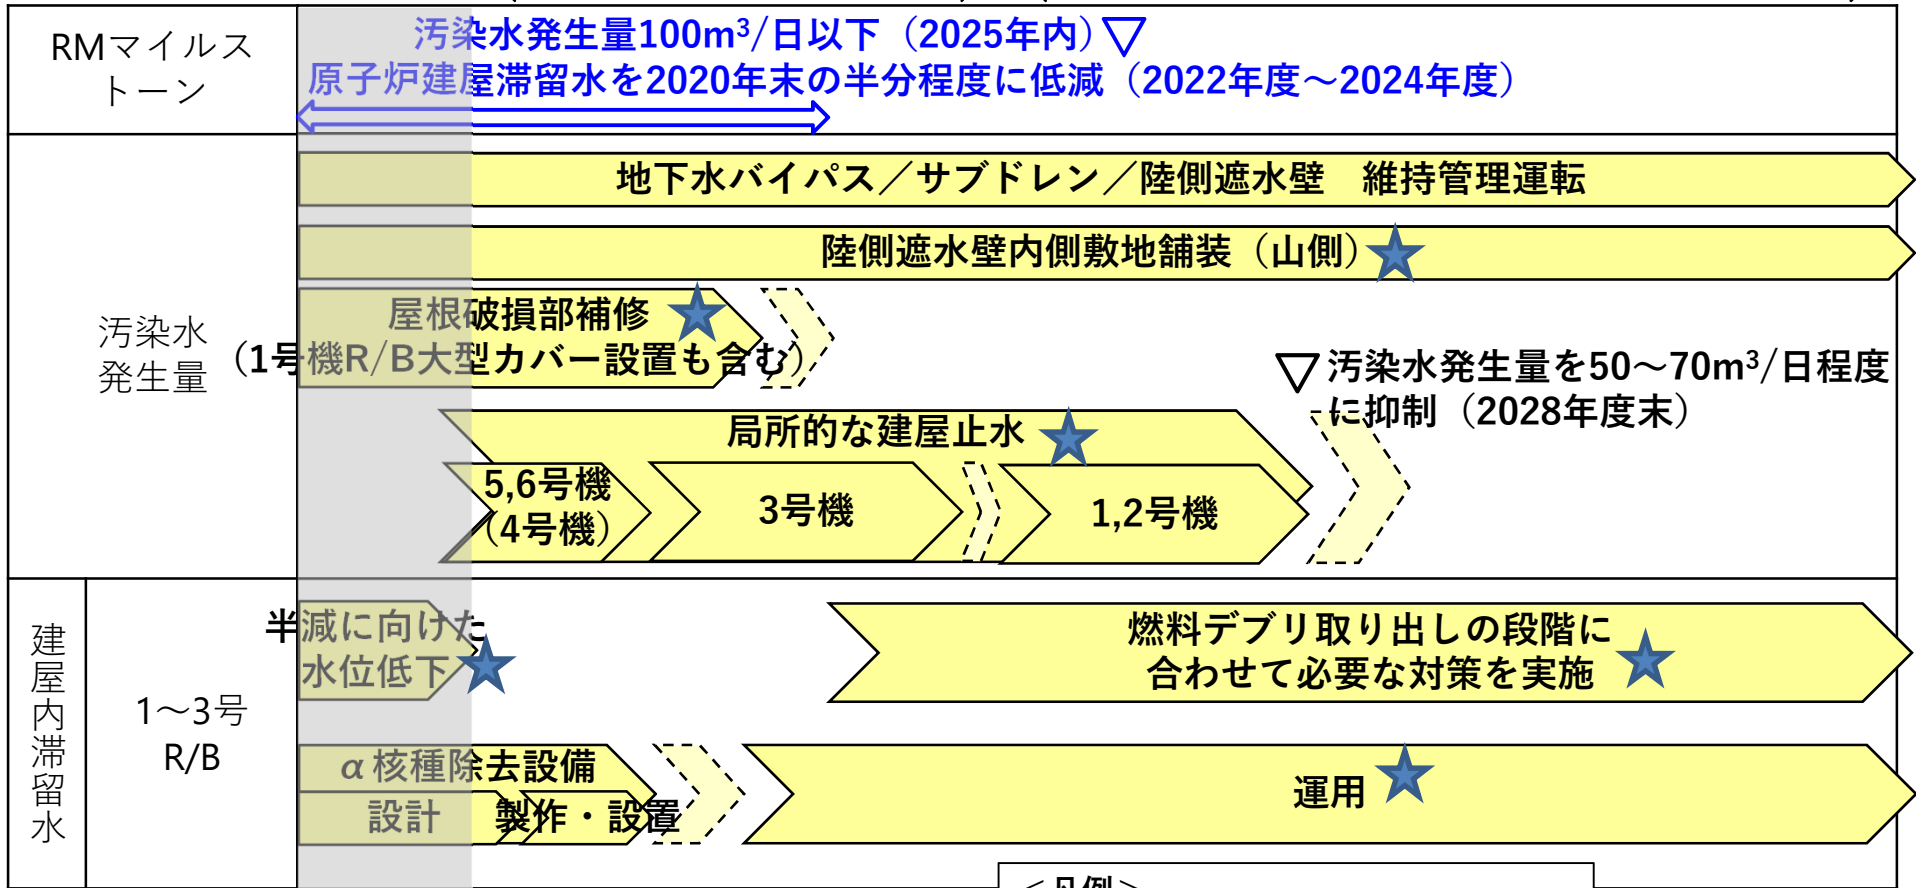 RMマイルス
トーン
汚染水発生量100m³/日以下（2025年内）▽
原子炉建屋滞留水を2020年末の半分程度に低減（2022年度～2024年度）
汚染水
発生量
地下水バイパス／サブドレン／陸側遮水壁　維持管理運転
陸側遮水壁内側敷地舗装（山側）
屋根破損部補修
（1号機R/B大型カバー設置も含む）
▽汚染水発生量を50～70m³/日程度
に抑制（2028年度末）
局所的な建屋止水
5,6号機
（4号機）
3号機
1,2号機
建屋内滞留水
1～3号
R/B
半減に向けた
水位低下
燃料デブリ取り出しの段階に
合わせて必要な対策を実施
α核種除去設備
設計
製作・設置
運用
＜凡例＞